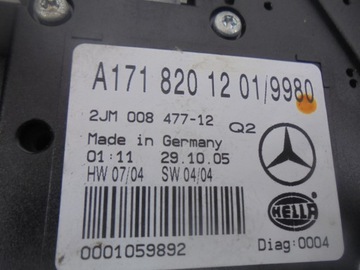 A171 820 12 01/9980
2JM 008 477-12 Q2
Made in Germany
01:11 29.10.05
HW 07/04 SW 04/04
HELLA
0001059892 Diag:0004